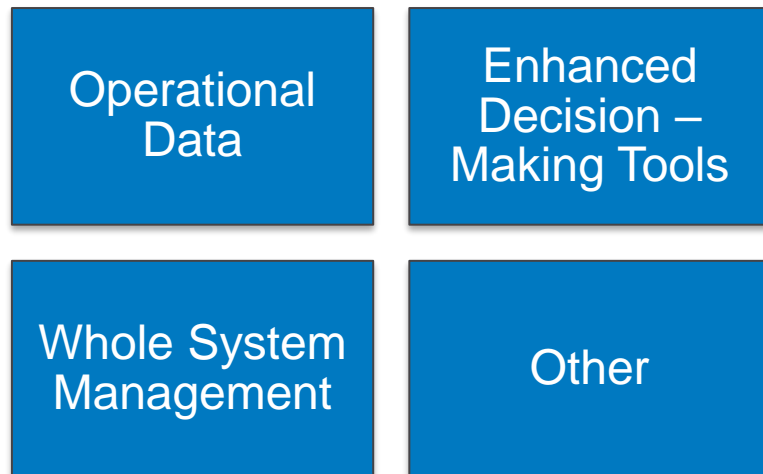 Operational
Data
Enhanced
Decision –
Making Tools
Whole System
Management
Other